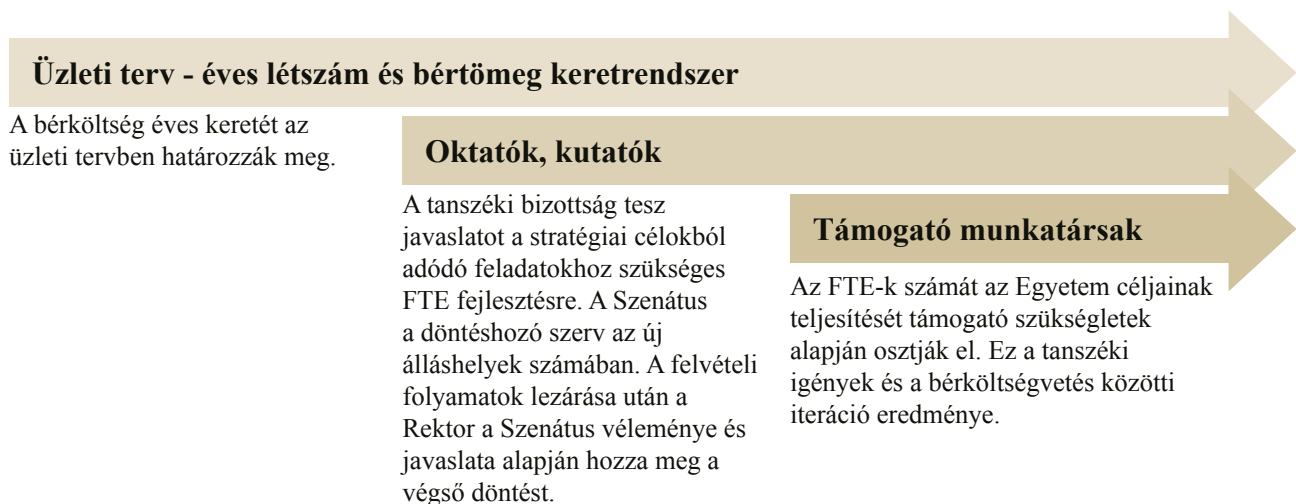 Üzleti terv - éves létszám és bértömeg keretrendszer
A bérköltség éves keretét az
üzleti tervben határozzák meg.
Oktatók, kutatók
A tanszéki bizottság tesz
javaslatot a stratégiai célokból
adódó feladatokhoz szükséges
FTE fejlesztésre. A Szenátus
a döntéshozó szerv az új
álláshelyek számában. A felvételi
folyamatok lezárása után a
Rektor a Szenátus véleménye és
javaslata alapján hozza meg a
végső döntést.
Támogató munkatársak
Az FTE-k számát az Egyetem céljainak
teljesítését támogató szükségletek
alapján osztják el. Ez a tanszéki
igények és a bérköltségvetés közötti
iteráció eredménye.